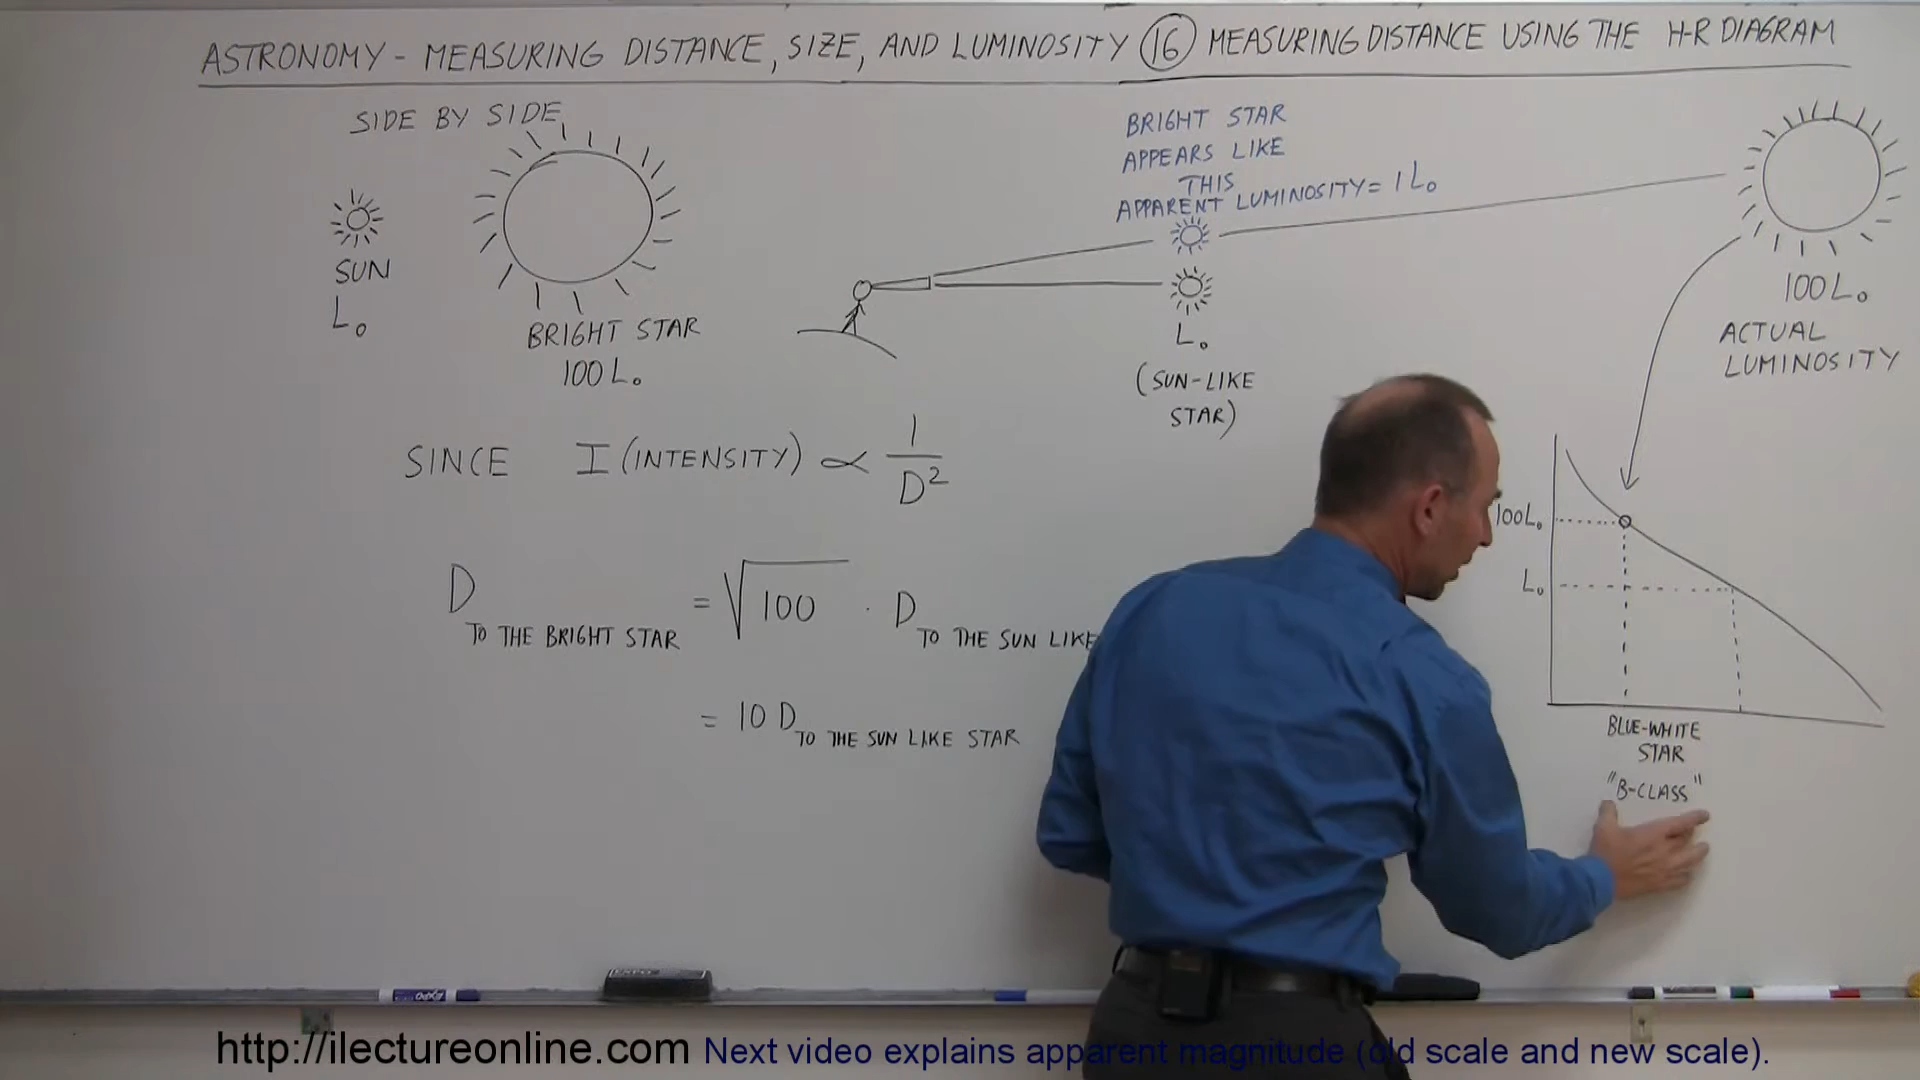 ASTRONOMY - MEASURING DISTANCE, SIZE, AND LUMINOSITY 16 MEASURING DISTANCE USING THE H-R DIAGRAM
SIDE BY SIDE
SUN
L₀
BRIGHT STAR
100 L₀
BRIGHT STAR
APPEARS LIKE
THIS
APPARENT LUMINOSITY = 1 L₀
L₀
(SUN-LIKE
STAR)
100 L₀
ACTUAL
LUMINOSITY
SINCE I (INTENSITY) ∝ 1/D²
D TO THE BRIGHT STAR = √100 · D TO THE SUN LIKE
= 10 D TO THE SUN LIKE STAR
100L₀
L₀
BLUE-WHITE
STAR
"B-CLASS"
EXPO
http://ilectureonline.com Next video explains apparent magnitude (old scale and new scale).